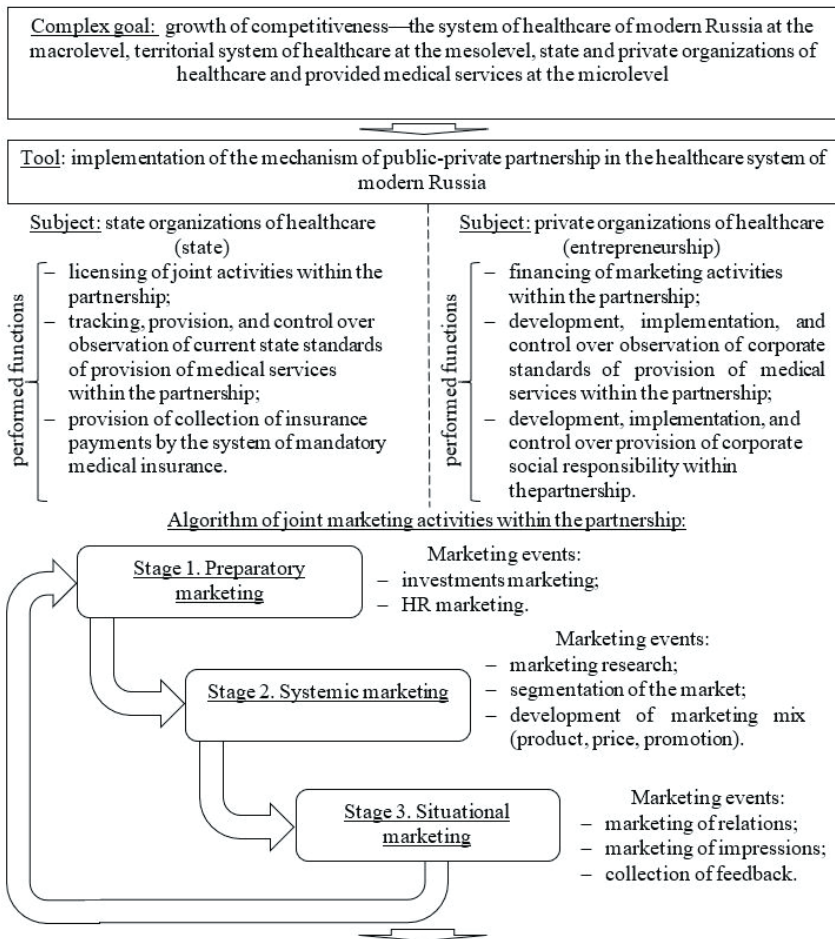 Complex goal: growth of competitiveness—the system of healthcare of modern Russia at the
macrolevel, territorial system of healthcare at the mesolevel, state and private organizations of
healthcare and provided medical services at the microlevel
Tool: implementation of the mechanism of public-private partnership in the healthcare system of
modern Russia
Subject: state organizations of healthcare
(state)
performed functions
– licensing of joint activities within the
partnership;
– tracking, provision, and control over
observation of current state standards
of provision of medical services
within the partnership;
– provision of collection of insurance
payments by the system of mandatory
medical insurance.
Subject: private organizations of healthcare
(entrepreneurship)
performed functions
– financing of marketing activities
within the partnership;
– development, implementation, and
control over observation of corporate
standards of provision of medical
services within the partnership;
– development, implementation, and
control over provision of corporate
social responsibility within
thepartnership.
Algorithm of joint marketing activities within the partnership:
Stage 1. Preparatory
marketing
Marketing events:
– investments marketing;
– HR marketing.
Stage 2. Systemic marketing
Marketing events:
– marketing research;
– segmentation of the market;
– development of marketing mix
(product, price, promotion).
Stage 3. Situational
marketing
Marketing events:
– marketing of relations;
– marketing of impressions;
– collection of feedback.